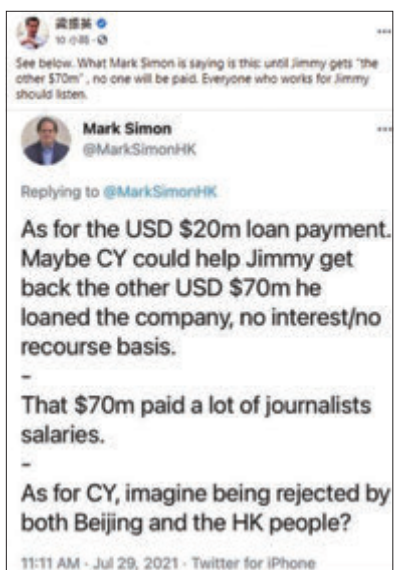 梁振英
10 小時 ·
See below. What Mark Simon is saying is this: until Jimmy gets "the
other $70m", no one will be paid. Everyone who works for Jimmy
should listen.
Mark Simon
@MarkSimonHK
Replying to @MarkSimonHK
As for the USD $20m loan payment.
Maybe CY could help Jimmy get
back the other USD $70m he
loaned the company, no interest/no
recourse basis.
–
That $70m paid a lot of journalists
salaries.
–
As for CY, imagine being rejected by
both Beijing and the HK people?
11:11 AM · Jul 29, 2021 · Twitter for iPhone